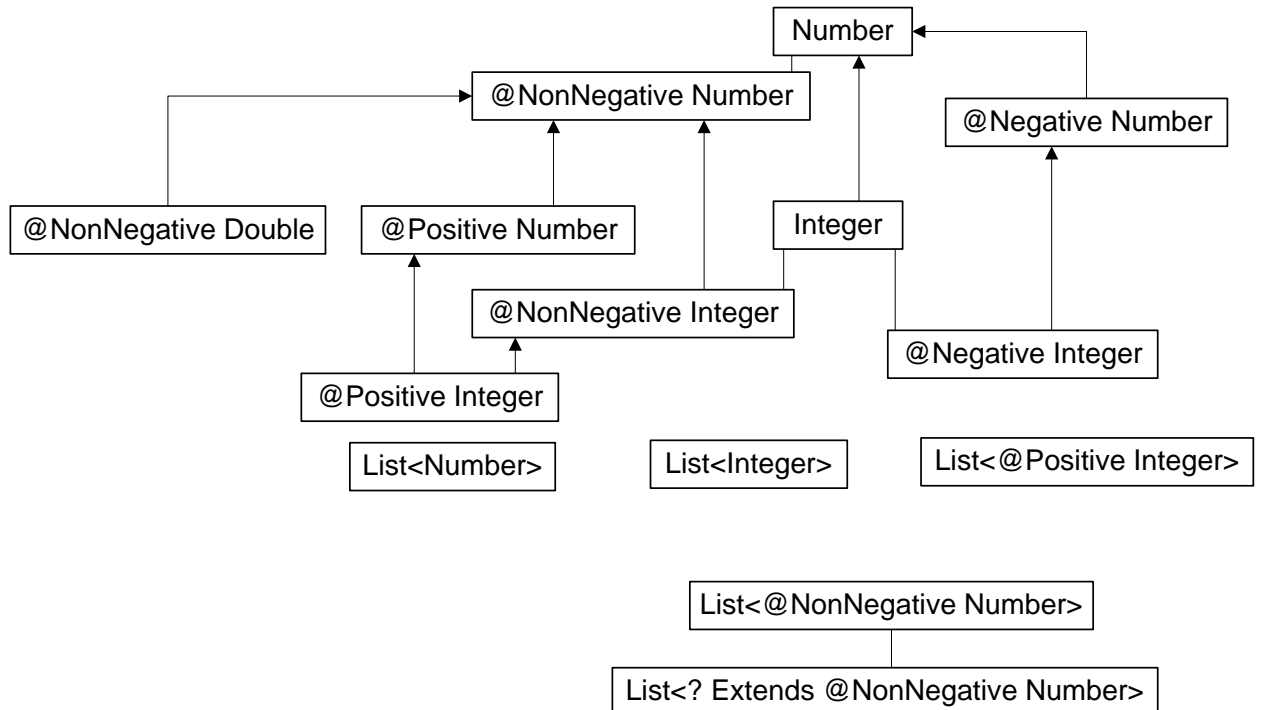 Number
@NonNegative Number
@Negative Number
@NonNegative Double
@Positive Number
Integer
@NonNegative Integer
@Negative Integer
@Positive Integer
List<Number>
List<Integer>
List<@Positive Integer>
List<@NonNegative Number>
List<? Extends @NonNegative Number>